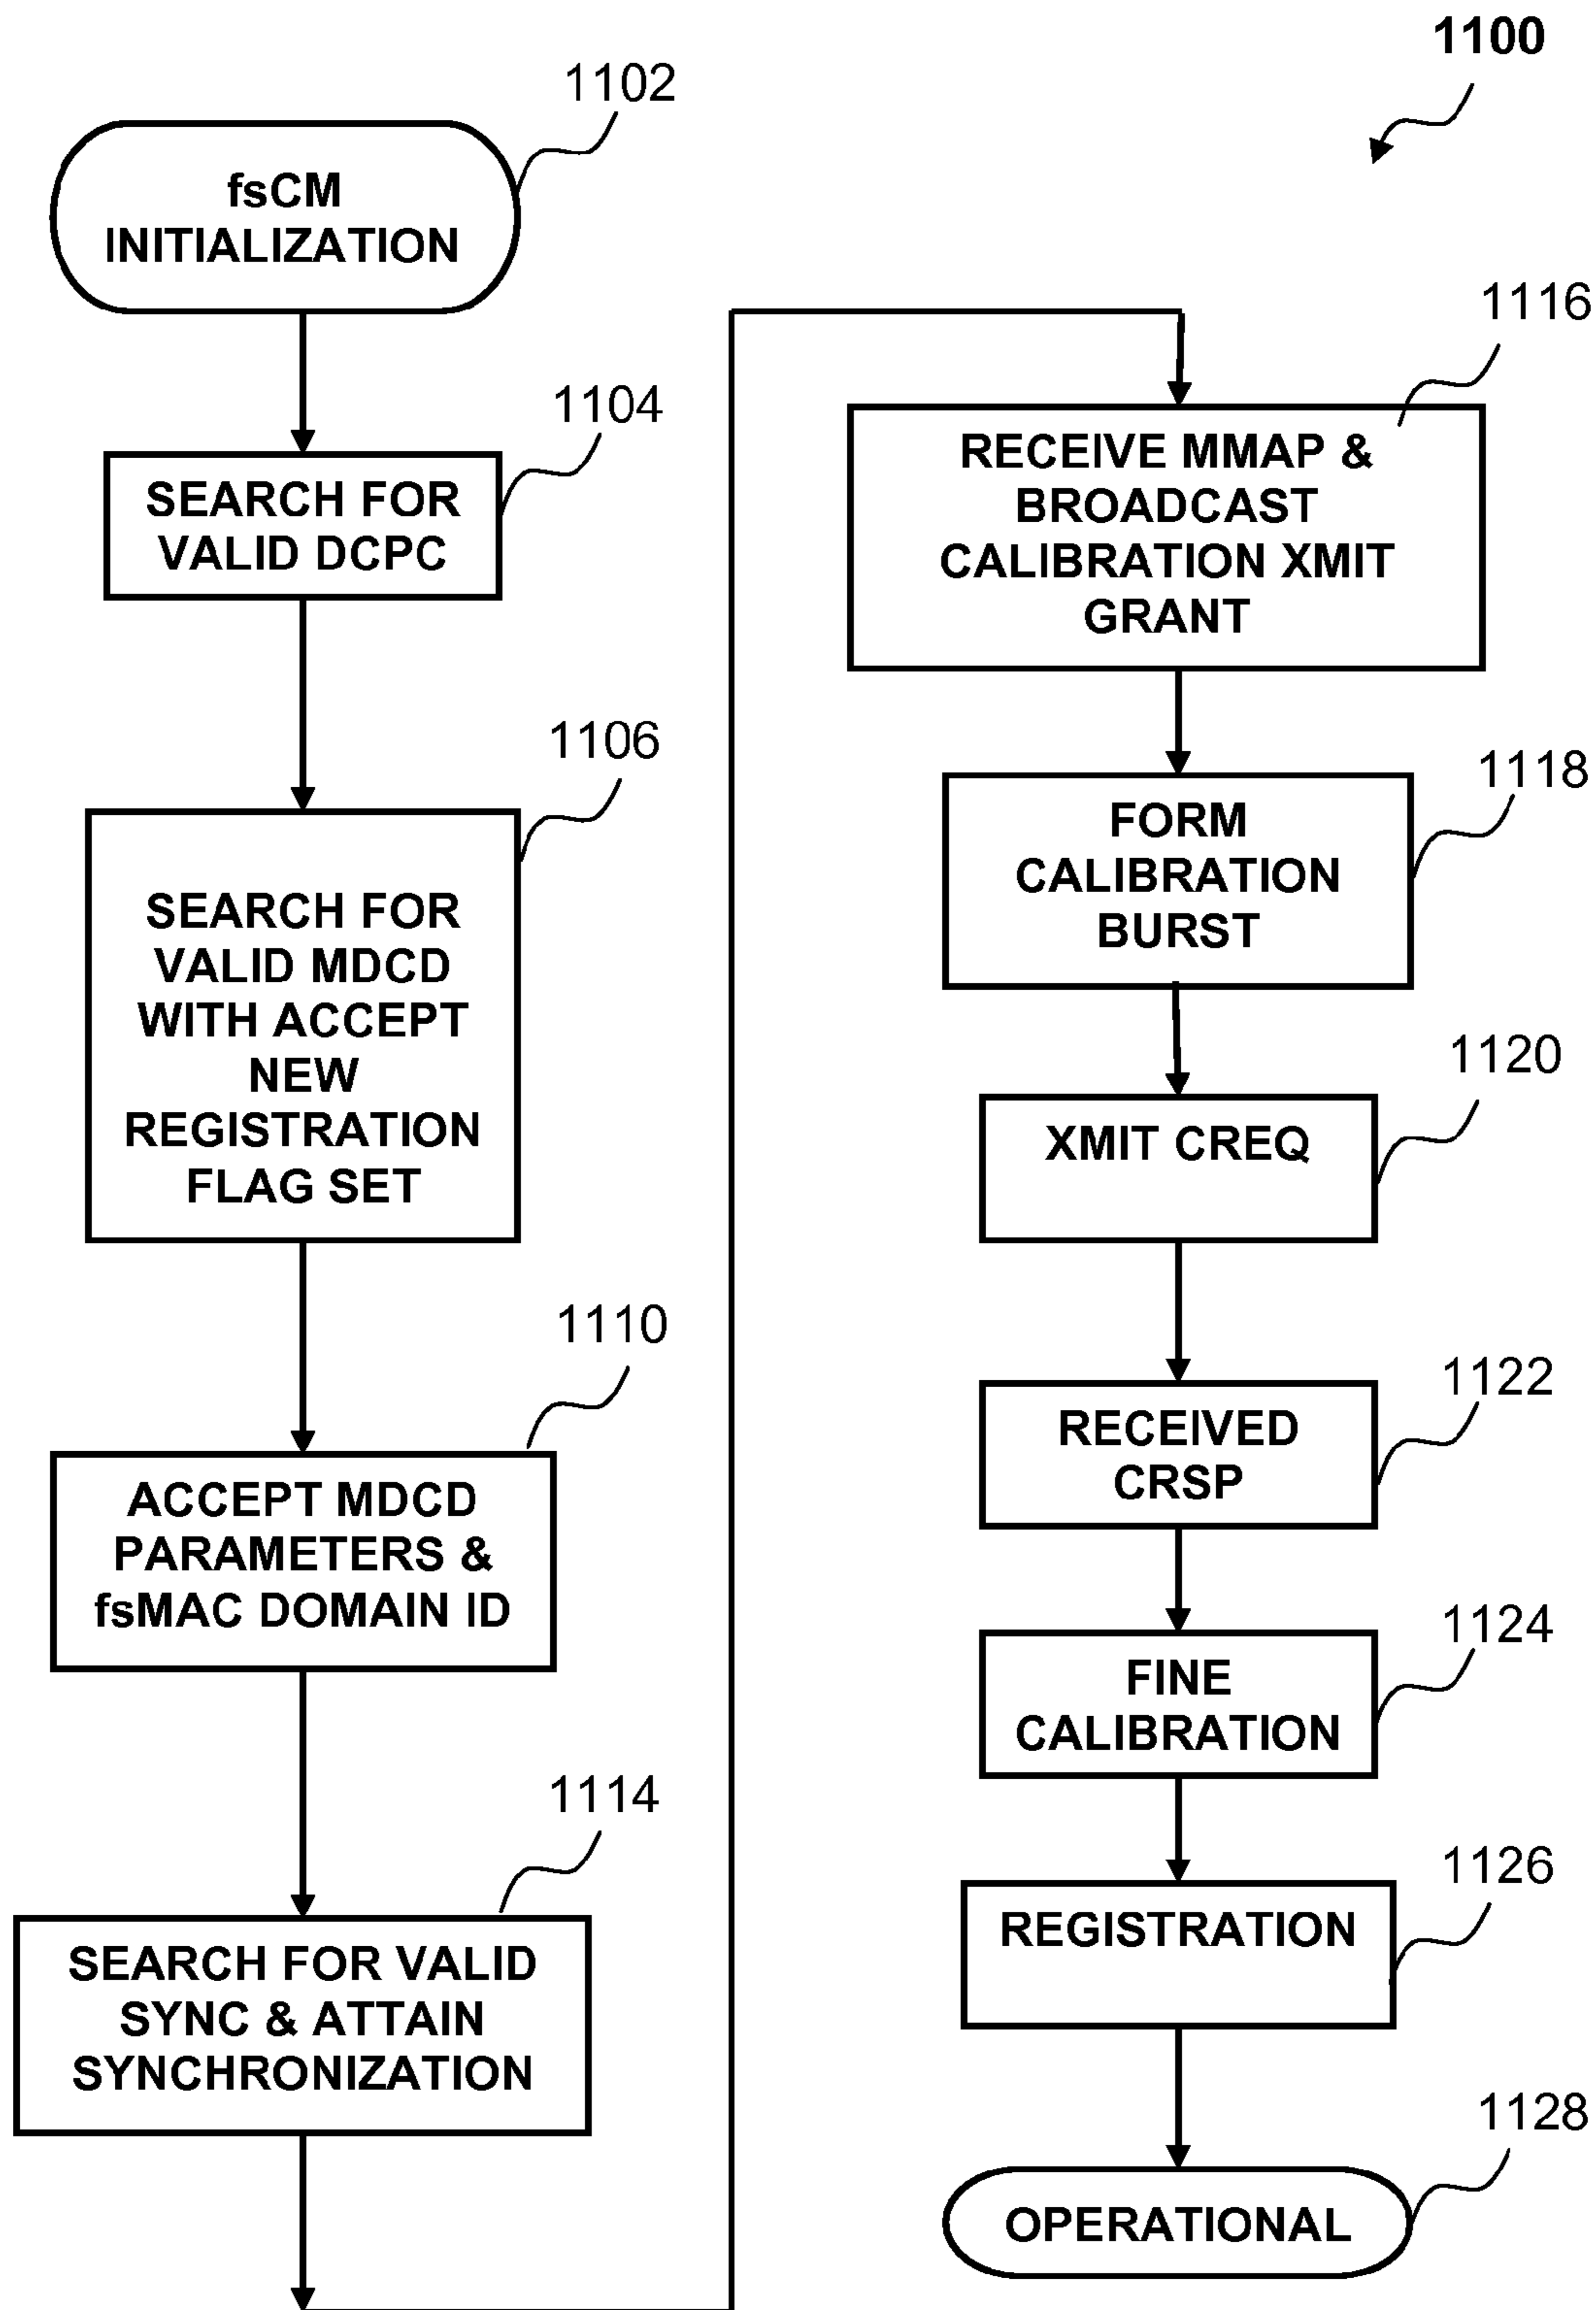 1100
1102
fsCM
INITIALIZATION
1104
SEARCH FOR
VALID DCPC
1106
SEARCH FOR
VALID MDCD
WITH ACCEPT
NEW
REGISTRATION
FLAG SET
1110
ACCEPT MDCD
PARAMETERS &
fsMAC DOMAIN ID
1114
SEARCH FOR VALID
SYNC & ATTAIN
SYNCHRONIZATION
1116
RECEIVE MMAP &
BROADCAST
CALIBRATION XMIT
GRANT
1118
FORM
CALIBRATION
BURST
1120
XMIT CREQ
1122
RECEIVED
CRSP
1124
FINE
CALIBRATION
1126
REGISTRATION
1128
OPERATIONAL